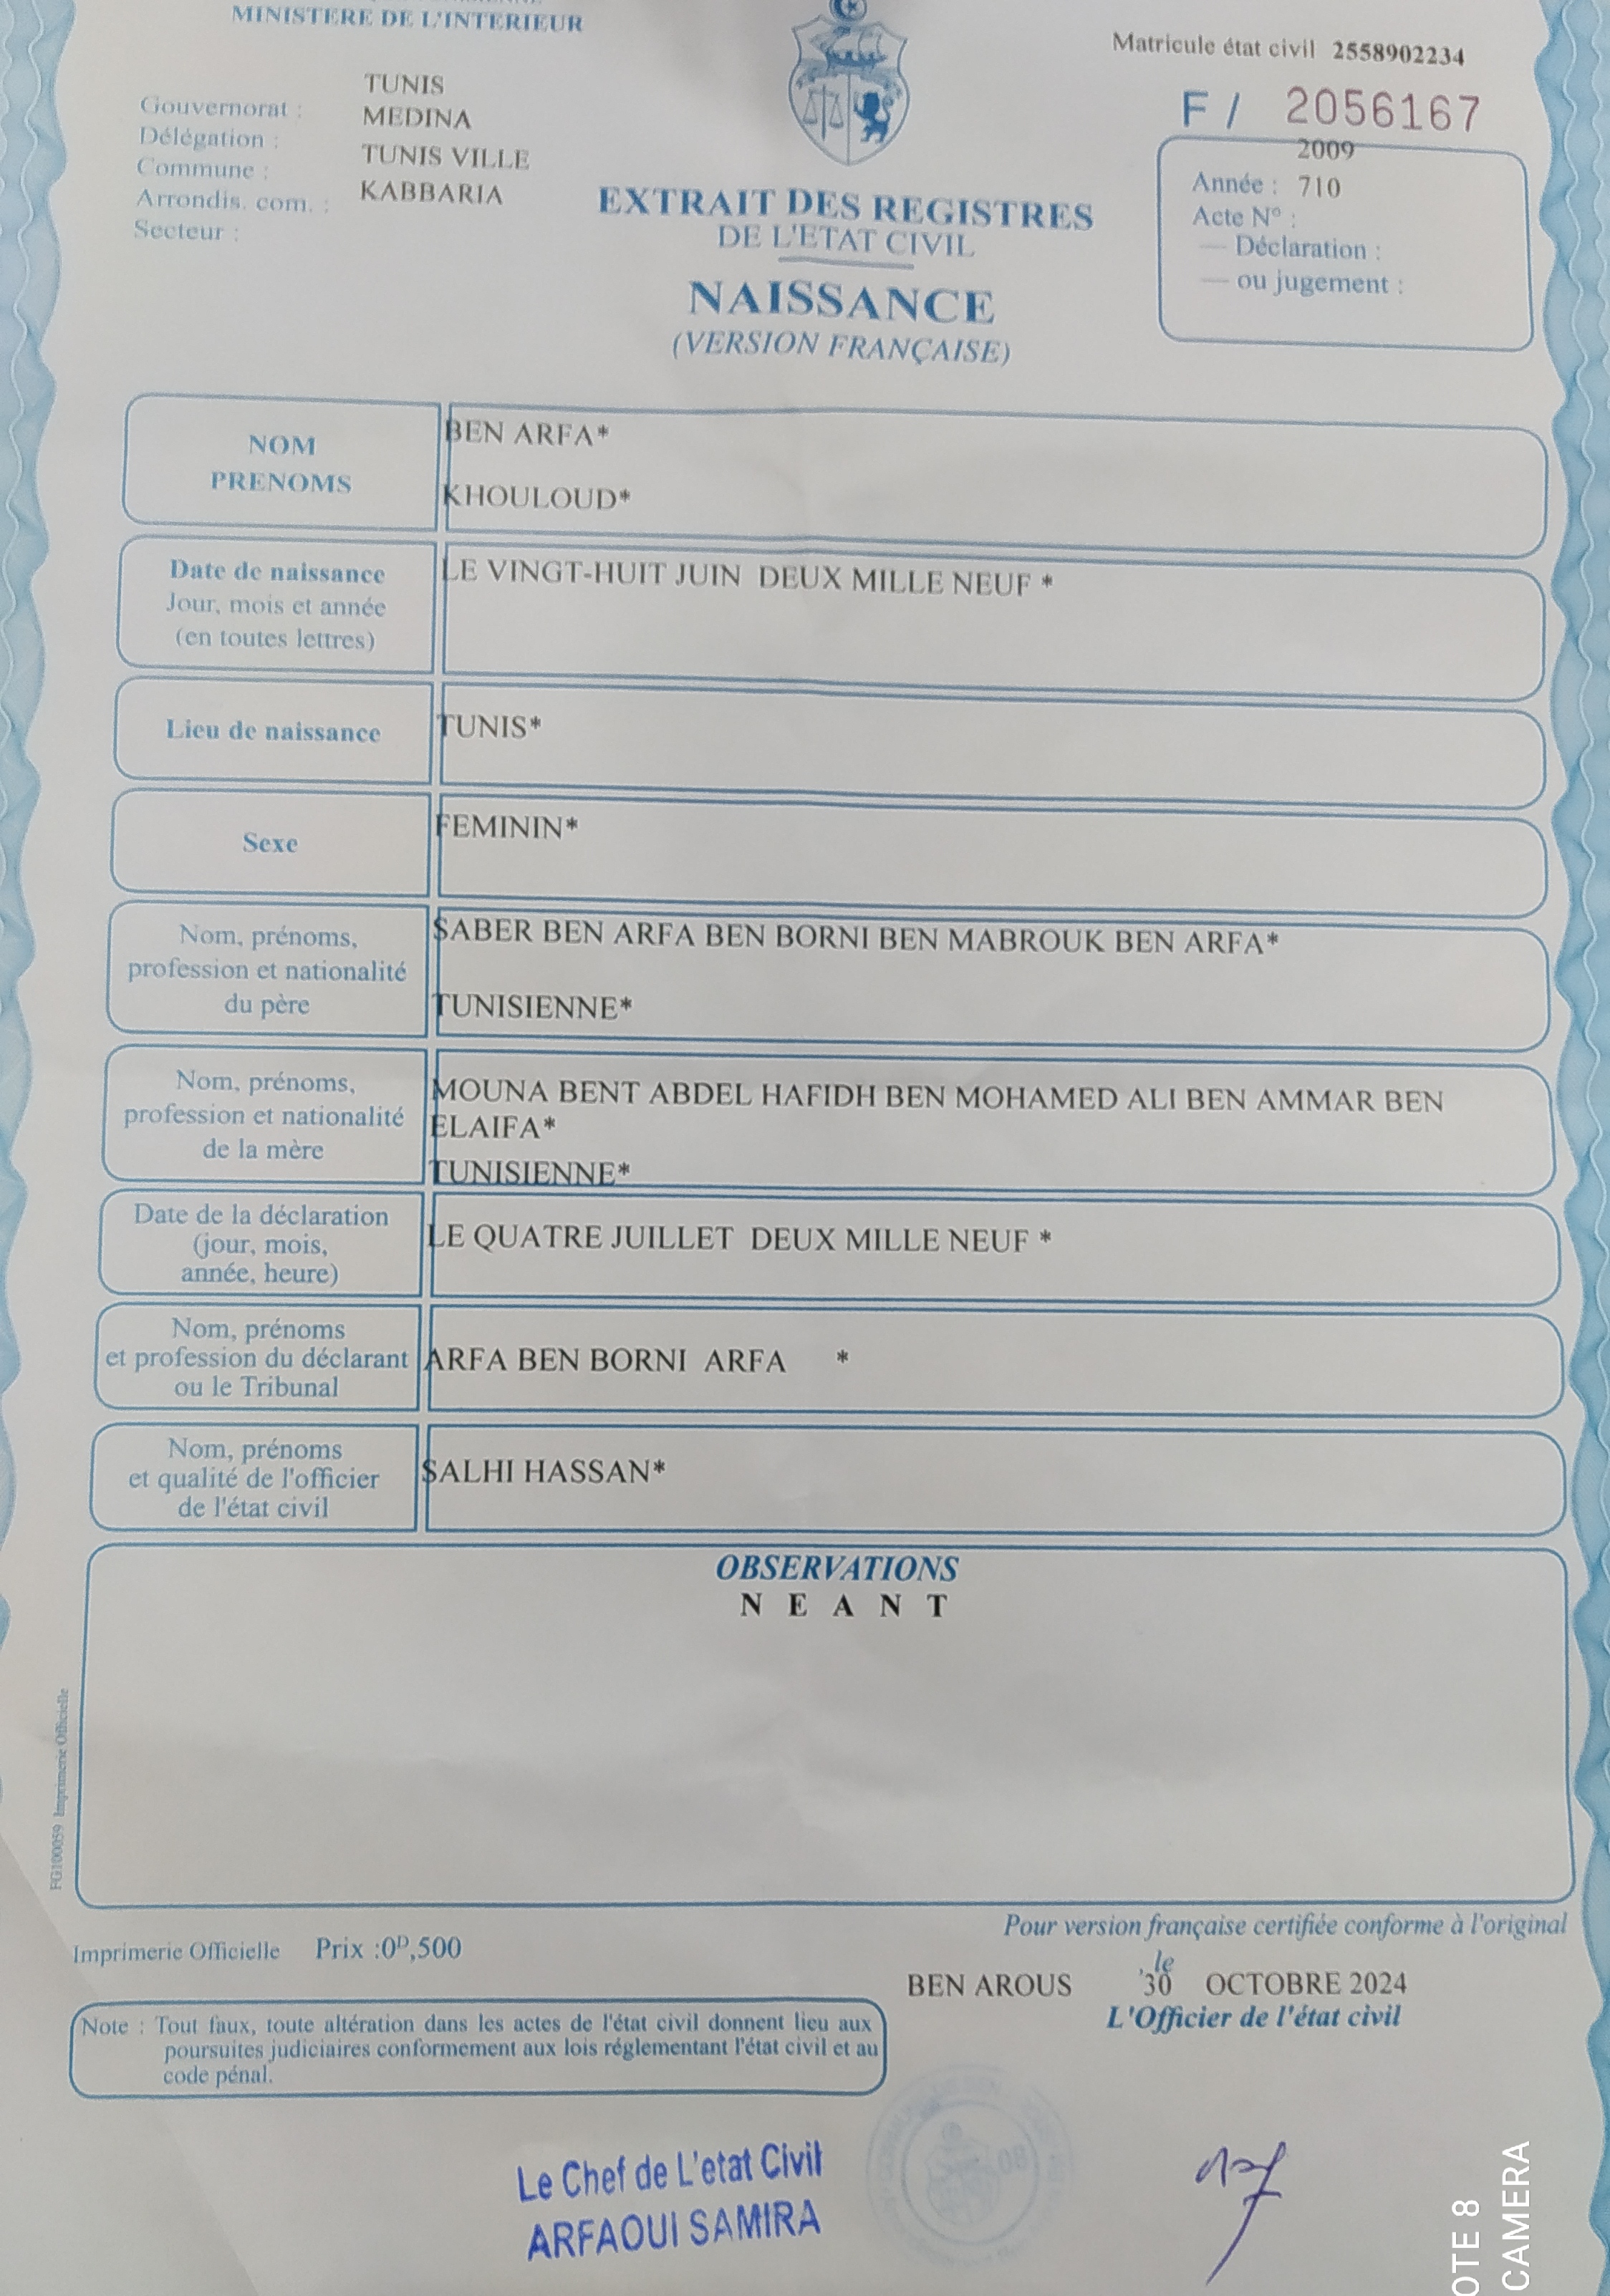 MINISTERE DE L'INTERIEUR
Matricule état civil 2558902234
F / 2056167
Gouvernorat : TUNIS
Délégation : MEDINA
Commune : TUNIS VILLE
Arrondis. com. : KABBARIA
Secteur :
2009
Année : 710
Acte N° :
— Déclaration :
— ou jugement :
EXTRAIT DES REGISTRES
DE L'ETAT CIVIL
NAISSANCE
(VERSION FRANÇAISE)
NOM
PRENOMS
BEN ARFA*
KHOULOUD*
Date de naissance
Jour, mois et année
(en toutes lettres)
LE VINGT-HUIT JUIN DEUX MILLE NEUF *
Lieu de naissance
TUNIS*
Sexe
FEMININ*
Nom, prénoms,
profession et nationalité
du père
SABER BEN ARFA BEN BORNI BEN MABROUK BEN ARFA*
TUNISIENNE*
Nom, prénoms,
profession et nationalité
de la mère
MOUNA BENT ABDEL HAFIDH BEN MOHAMED ALI BEN AMMAR BEN
ELAIFA*
TUNISIENNE*
Date de la déclaration
(jour, mois,
année, heure)
LE QUATRE JUILLET DEUX MILLE NEUF *
Nom, prénoms
et profession du déclarant
ou le Tribunal
ARFA BEN BORNI ARFA *
Nom, prénoms
et qualité de l'officier
de l'état civil
SALHI HASSAN*
OBSERVATIONS
N E A N T
FG100059 Imprimerie Officielle
Pour version française certifiée conforme à l'original
Imprimerie Officielle Prix :0ᴰ,500
le
BEN AROUS 30 OCTOBRE 2024
L'Officier de l'état civil
Note : Tout faux, toute altération dans les actes de l'état civil donnent lieu aux
poursuites judiciaires conformement aux lois réglementant l'état civil et au
code pénal.
Le Chef de L'etat Civil
ARFAOUI SAMIRA
08
OTE 8
CAMERA